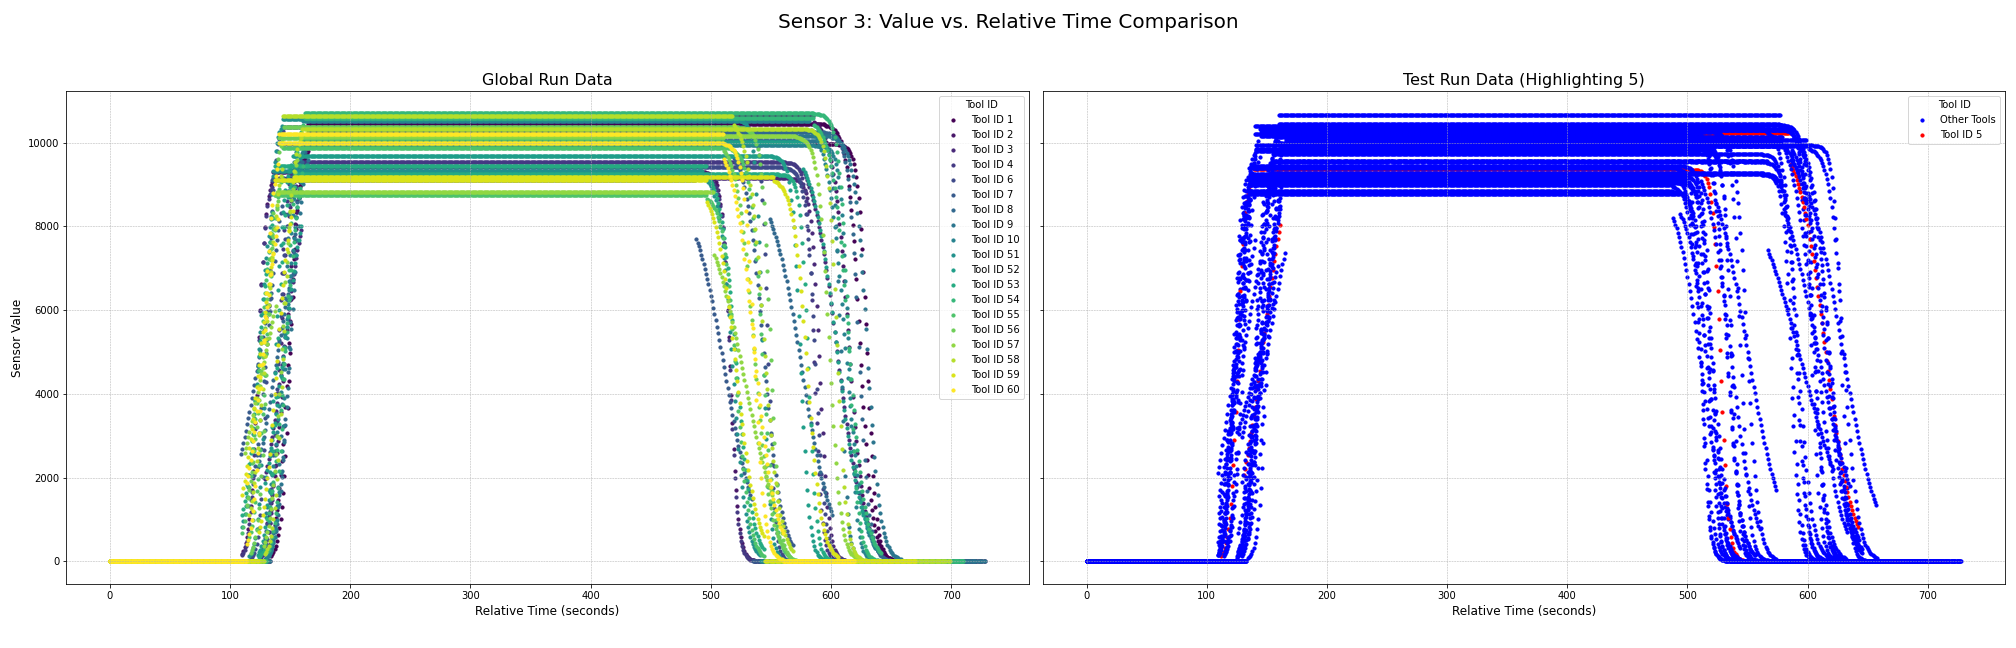 Sensor 3: Value vs. Relative Time Comparison
Global Run Data
Test Run Data (Highlighting 5)
Sensor Value
10000
8000
6000
4000
2000
0
Tool ID
Tool ID 1
Tool ID 2
Tool ID 3
Tool ID 4
Tool ID 6
Tool ID 7
Tool ID 8
Tool ID 9
Tool ID 10
Tool ID 51
Tool ID 52
Tool ID 53
Tool ID 54
Tool ID 55
Tool ID 56
Tool ID 57
Tool ID 58
Tool ID 59
Tool ID 60
0 100 200 300 400 500 600 700
Relative Time (seconds)
Tool ID
Other Tools
Tool ID 5
0 100 200 300 400 500 600 700
Relative Time (seconds)